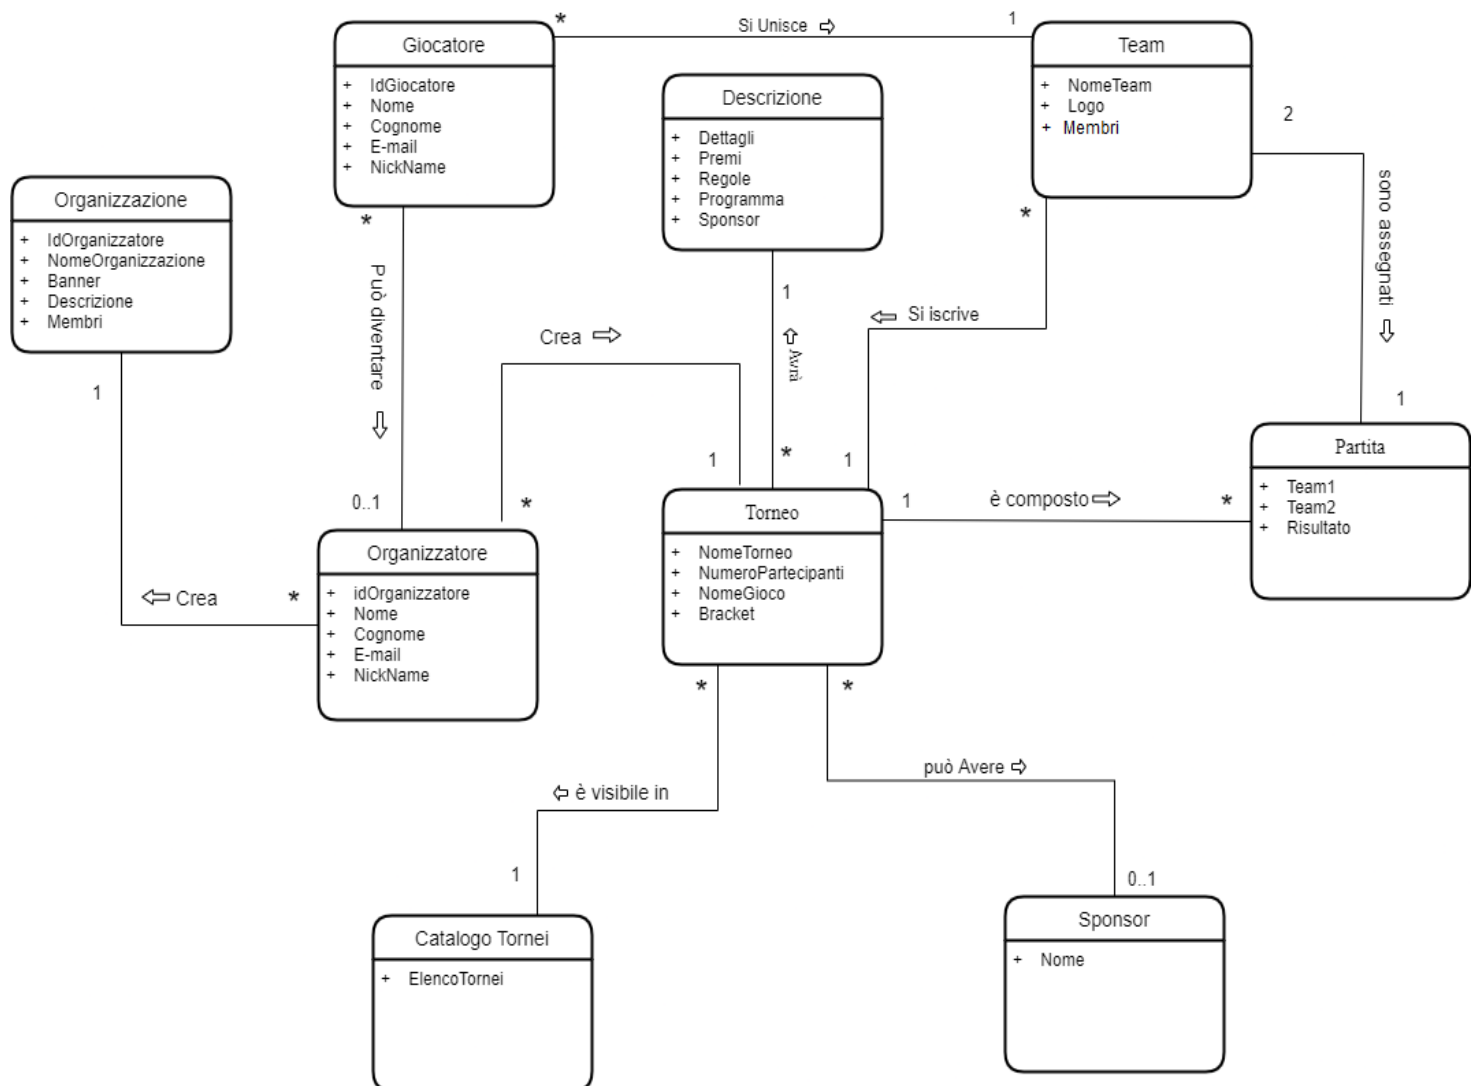 *
Si Unisce
1
Giocatore
+ IdGiocatore
+ Nome
+ Cognome
+ E-mail
+ NickName
Team
+ NomeTeam
+ Logo
+ Membri
Descrizione
+ Dettagli
+ Premi
+ Regole
+ Programma
+ Sponsor
2
sono assegnati
1
Organizzazione
+ IdOrganizzatore
+ NomeOrganizzazione
+ Banner
+ Descrizione
+ Membri
*
Può diventare
0..1
*
Si iscrive
1
1
Avrà
*
Crea
*
1
1
Crea
*
Organizzatore
+ idOrganizzatore
+ Nome
+ Cognome
+ E-mail
+ NickName
Torneo
+ NomeTorneo
+ NumeroPartecipanti
+ NomeGioco
+ Bracket
1
è composto
*
Partita
+ Team1
+ Team2
+ Risultato
*
è visibile in
1
*
può Avere
0..1
Catalogo Tornei
+ ElencoTornei
Sponsor
+ Nome